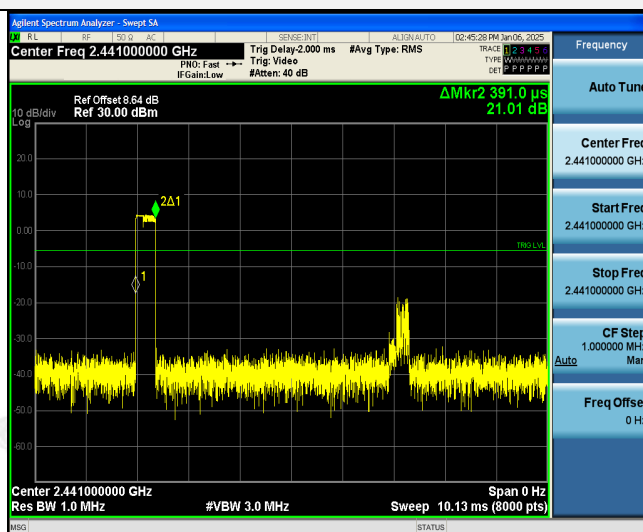 Agilent Spectrum Analyzer - Swept SA
RL RF 50 Ω AC SENSE:INT ALIGN AUTO 02:45:28 PM Jan 06, 2025
Center Freq 2.441000000 GHz
PNO: Fast
IFGain:Low
Trig Delay-2.000 ms
Trig: Video
#Atten: 40 dB
#Avg Type: RMS
TRACE 1 2 3 4 5 6
TYPE W
DET P P P P P P
Ref Offset 8.64 dB
10 dB/div Ref 30.00 dBm
Log
ΔMkr2 391.0 µs
21.01 dB
20.0
10.0
2Δ1
0.00
TRIG LVL
-10.0
1
-20.0
-30.0
-40.0
-50.0
-60.0
Center 2.441000000 GHz Span 0 Hz
Res BW 1.0 MHz #VBW 3.0 MHz Sweep 10.13 ms (8000 pts)
MSG STATUS
Frequency
Auto Tune
Center Freq
2.441000000 GHz
Start Freq
2.441000000 GHz
Stop Freq
2.441000000 GHz
CF Step
1.000000 MHz
Auto Man
Freq Offset
0 Hz